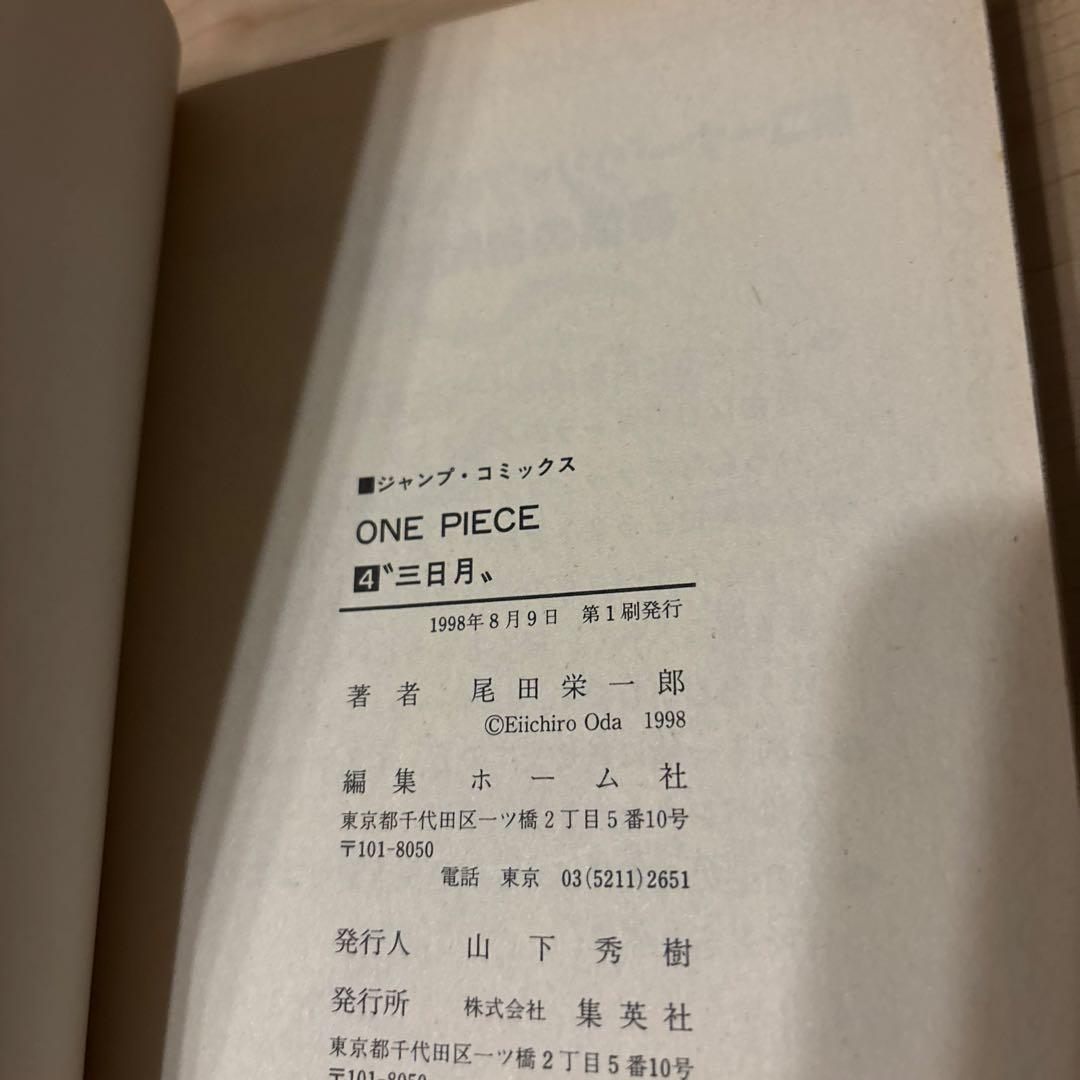 ■ジャンプ・コミックス
ONE PIECE
4〝三日月〟
1998年8月9日 第1刷発行
著者 尾田栄一郎
©Eiichiro Oda 1998
編集 ホーム社
東京都千代田区一ツ橋2丁目5番10号
〒101-8050
電話 東京 03(5211)2651
発行人 山下秀樹
発行所 株式会社 集英社
東京都千代田区一ツ橋2丁目5番10号
〒101-8050